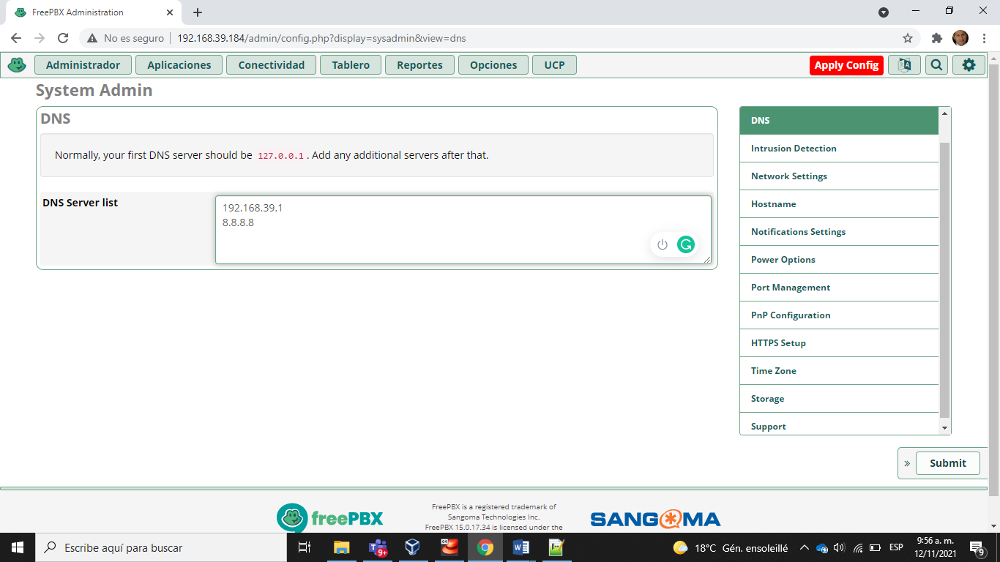 FreePBX Administration
No es seguro 192.168.39.184/admin/config.php?display=sysadmin&view=dns
Administrador Aplicaciones Conectividad Tablero Reportes Opciones UCP Apply Config
System Admin
DNS
Normally, your first DNS server should be 127.0.0.1 . Add any additional servers after that.
DNS Server list
192.168.39.1
8.8.8.8
DNS
Intrusion Detection
Network Settings
Hostname
Notifications Settings
Power Options
Port Management
PnP Configuration
HTTPS Setup
Time Zone
Storage
Support
» Submit
freePBX
FreePBX is a registered trademark of
Sangoma Technologies Inc.
FreePBX 15.0.17.34 is licensed under the
SANGOMA
Escribe aquí para buscar
9+
18°C Gén. ensoleillé
ESP
9:56 a. m.
12/11/2021
9